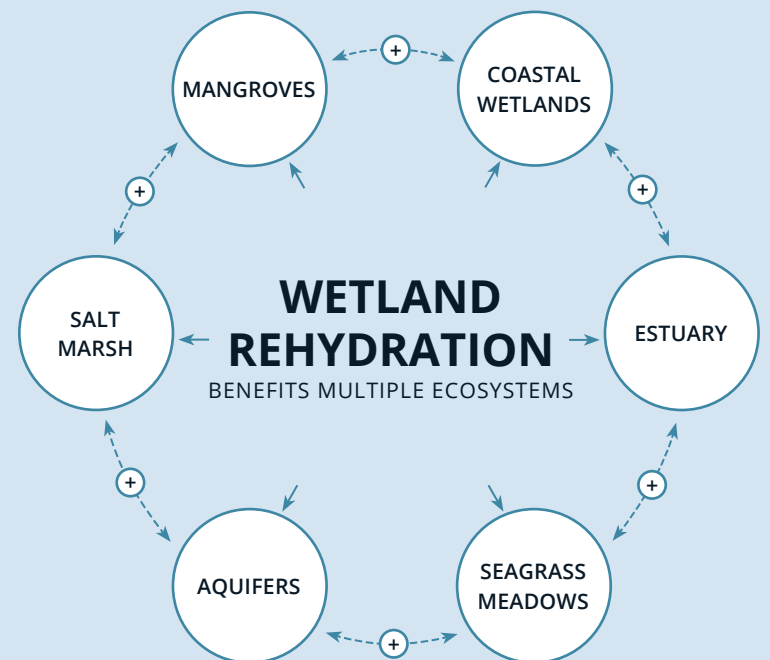 MANGROVES
+
COASTAL
WETLANDS
+
+
SALT
MARSH
WETLAND
REHYDRATION
BENEFITS MULTIPLE ECOSYSTEMS
ESTUARY
+
+
AQUIFERS
SEAGRASS
MEADOWS
+